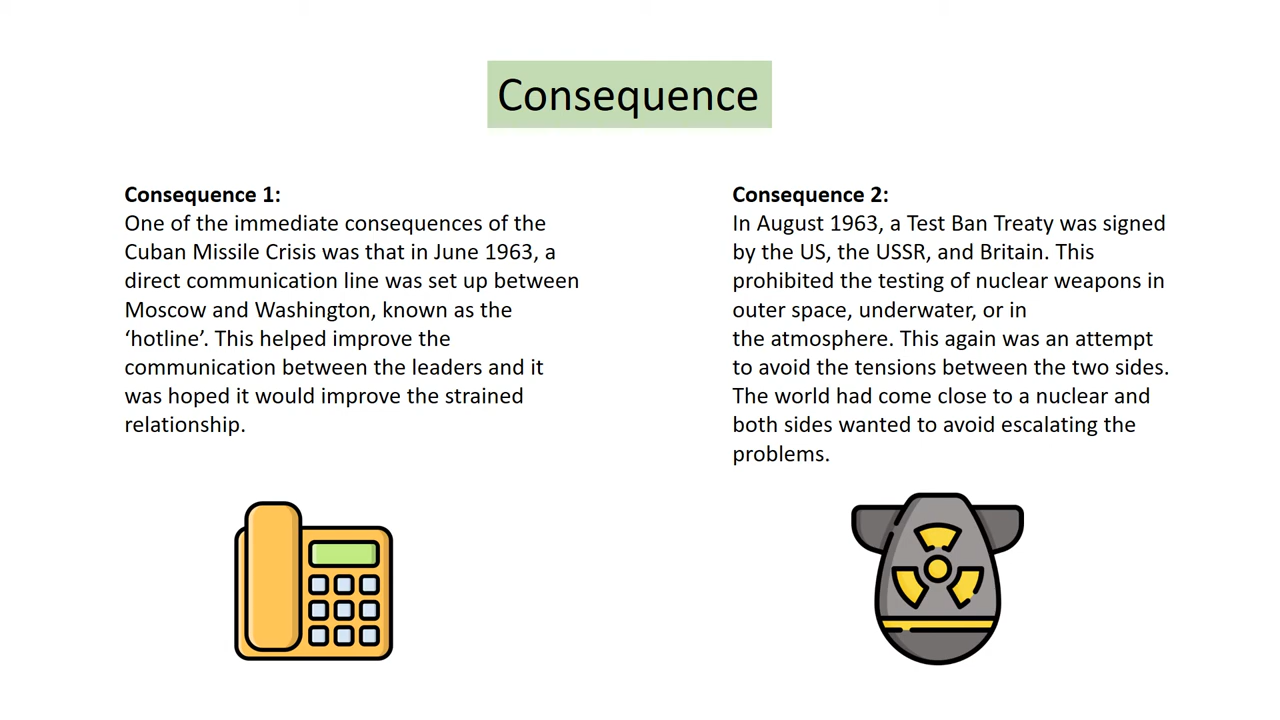 Consequence
Consequence 1:
One of the immediate consequences of the
Cuban Missile Crisis was that in June 1963, a
direct communication line was set up between
Moscow and Washington, known as the
‘hotline’. This helped improve the
communication between the leaders and it
was hoped it would improve the strained
relationship.
Consequence 2:
In August 1963, a Test Ban Treaty was signed
by the US, the USSR, and Britain. This
prohibited the testing of nuclear weapons in
outer space, underwater, or in
the atmosphere. This again was an attempt
to avoid the tensions between the two sides.
The world had come close to a nuclear and
both sides wanted to avoid escalating the
problems.